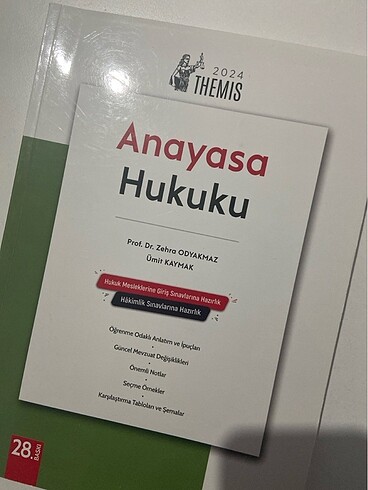 2024
THEMIS
Anayasa
Hukuku
Prof. Dr. Zehra ODYAKMAZ
Ümit KAYMAK
Hukuk Mesleklerine Giriş Sınavlarına Hazırlık
Hâkimlik Sınavlarına Hazırlık
Öğrenme Odaklı Anlatım ve İpuçları
•
Güncel Mevzuat Değişiklikleri
•
Önemli Notlar
•
Seçme Örnekler
•
Karşılaştırma Tabloları ve Şemalar
28.
BASKI